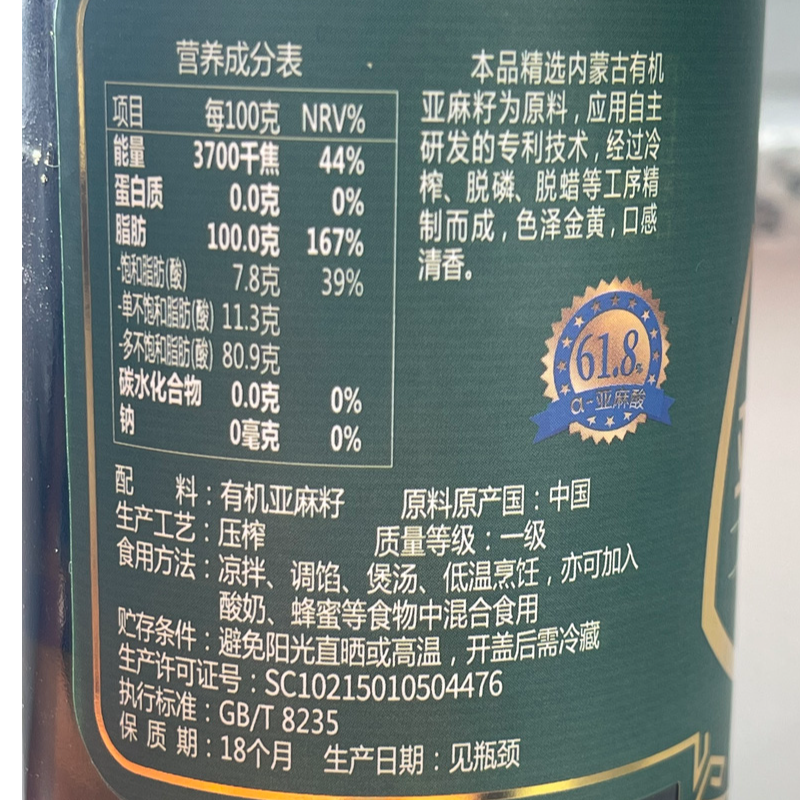 营养成分表
项目 每100克 NRV%
能量 3700千焦 44%
蛋白质 0.0克 0%
脂肪 100.0克 167%
-饱和脂肪(酸) 7.8克 39%
-单不饱和脂肪(酸) 11.3克
-多不饱和脂肪(酸) 80.9克
碳水化合物 0.0克 0%
钠 0毫克 0%
本品精选内蒙古有机
亚麻籽为原料,应用自主
研发的专利技术,经过冷
榨、脱磷、脱蜡等工序精
制而成,色泽金黄,口感
清香。
61.8%
α-亚麻酸
配 料:有机亚麻籽 原料原产国:中国
生产工艺:压榨 质量等级:一级
食用方法:凉拌、调馅、煲汤、低温烹饪,亦可加入
酸奶、蜂蜜等食物中混合食用
贮存条件:避免阳光直晒或高温,开盖后需冷藏
生产许可证号:SC10215010504476
执行标准:GB/T 8235
保 质 期:18个月 生产日期:见瓶颈